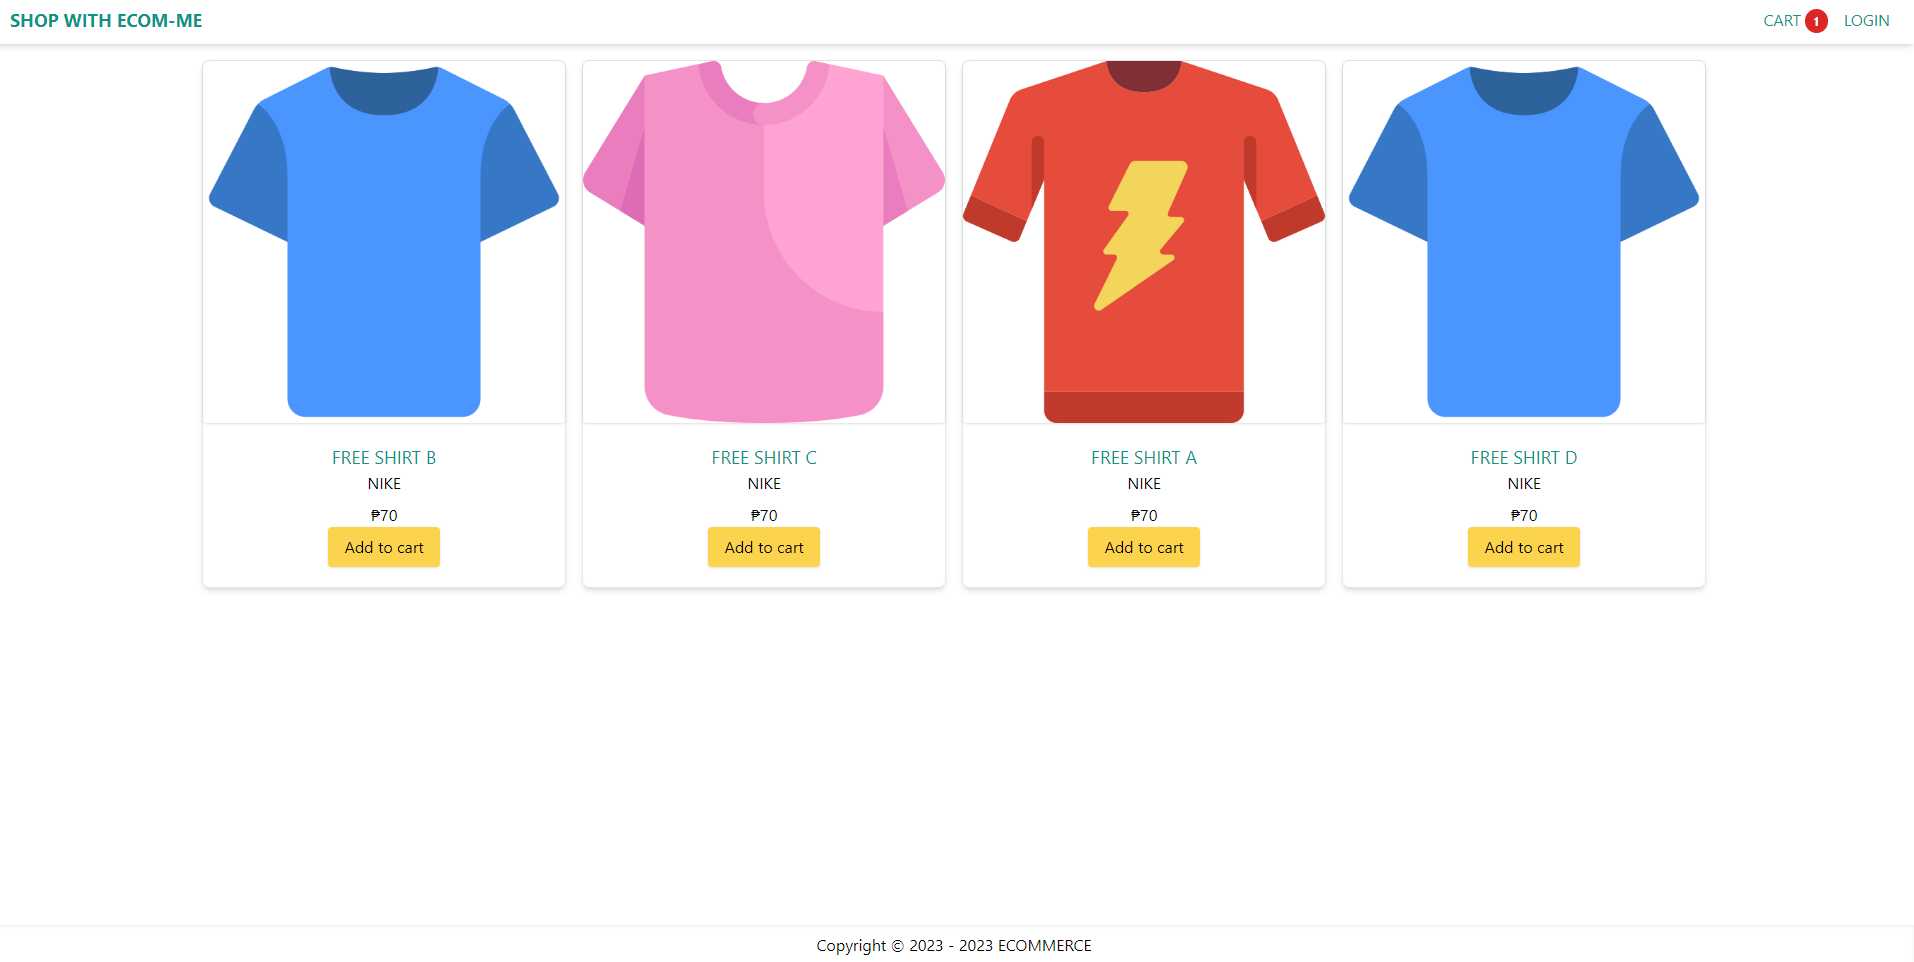 SHOP WITH ECOM-ME
CART 1 LOGIN
FREE SHIRT B
NIKE
₱70
Add to cart
FREE SHIRT C
NIKE
₱70
Add to cart
FREE SHIRT A
NIKE
₱70
Add to cart
FREE SHIRT D
NIKE
₱70
Add to cart
Copyright © 2023 - 2023 ECOMMERCE